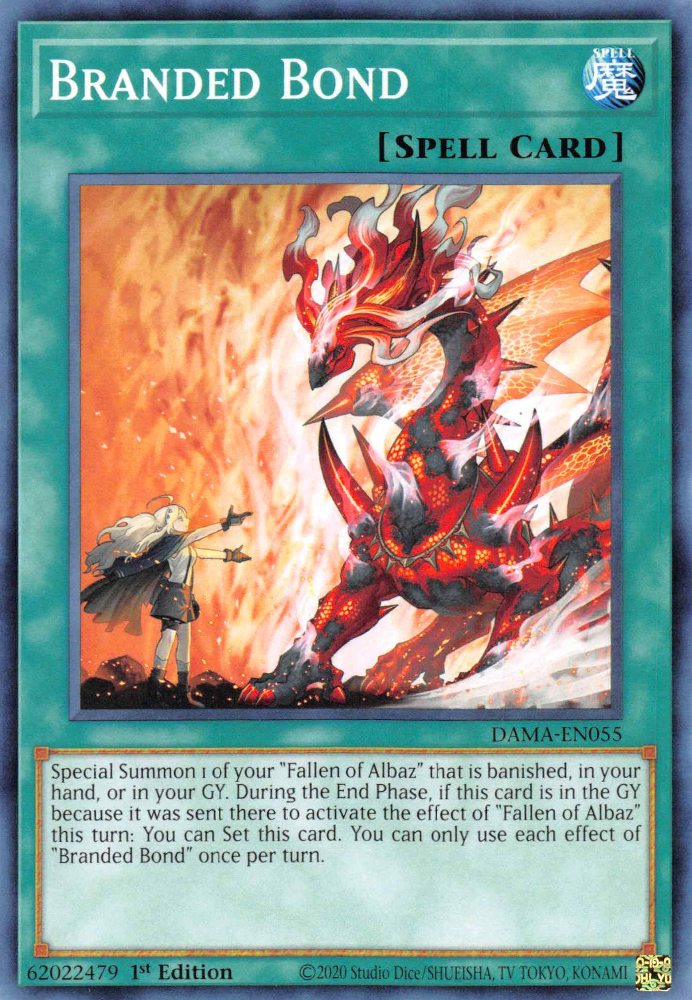 BRANDED BOND
SPELL
魔
[SPELL CARD]
DAMA-EN055
Special Summon 1 of your "Fallen of Albaz" that is banished, in your
hand, or in your GY. During the End Phase, if this card is in the GY
because it was sent there to activate the effect of "Fallen of Albaz"
this turn: You can Set this card. You can only use each effect of
"Branded Bond" once per turn.
62022479 1st Edition ©2020 Studio Dice/SHUEISHA, TV TOKYO, KONAMI